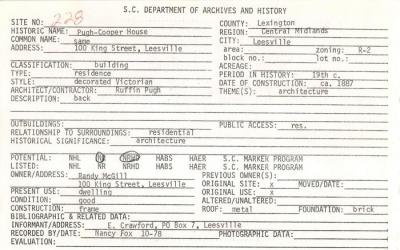 S.C. DEPARTMENT OF ARCHIVES AND HISTORY
SITE NO: 228 COUNTY: Lexington
HISTORIC NAME: Pugh-Cooper House REGION: Central Midlands
COMMON NAME: same CITY: Leesville
ADDRESS: 100 King Street, Leesville area: zoning: R-2
block no.: lot no.:
CLASSIFICATION: building ACREAGE:
TYPE: residence PERIOD IN HISTORY: 19th c.
STYLE: decorated Victorian DATE OF CONSTRUCTION: ca. 1887
ARCHITECT/CONTRACTOR: Ruffin Pugh THEME(S): architecture
DESCRIPTION: back
OUTBUILDINGS: PUBLIC ACCESS: res.
RELATIONSHIP TO SURROUNDINGS: residential
HISTORICAL SIGNIFICANCE: architecture
POTENTIAL: NHL NR NRHD HABS HAER S.C. MARKER PROGRAM
LISTED: NHL NR NRHD HABS HAER S.C. MARKER PROGRAM
OWNER/ADDRESS: Randy McGill PREVIOUS OWNER(S):
100 King Street, Leesville ORIGINAL SITE: x MOVED/DATE:
PRESENT USE: dwelling ORIGINAL USE: x
CONDITION: good ALTERED/UNALTERED:
CONSTRUCTION: frame ROOF: metal FOUNDATION: brick
BIBLIOGRAPHIC & RELATED DATA:
INFORMANT/ADDRESS: E. Crawford, PO Box 7, Leesville
RECORDED BY/DATE: Nancy Fox 10-78 PHOTOGRAPHIC DATA:
EVALUATION: